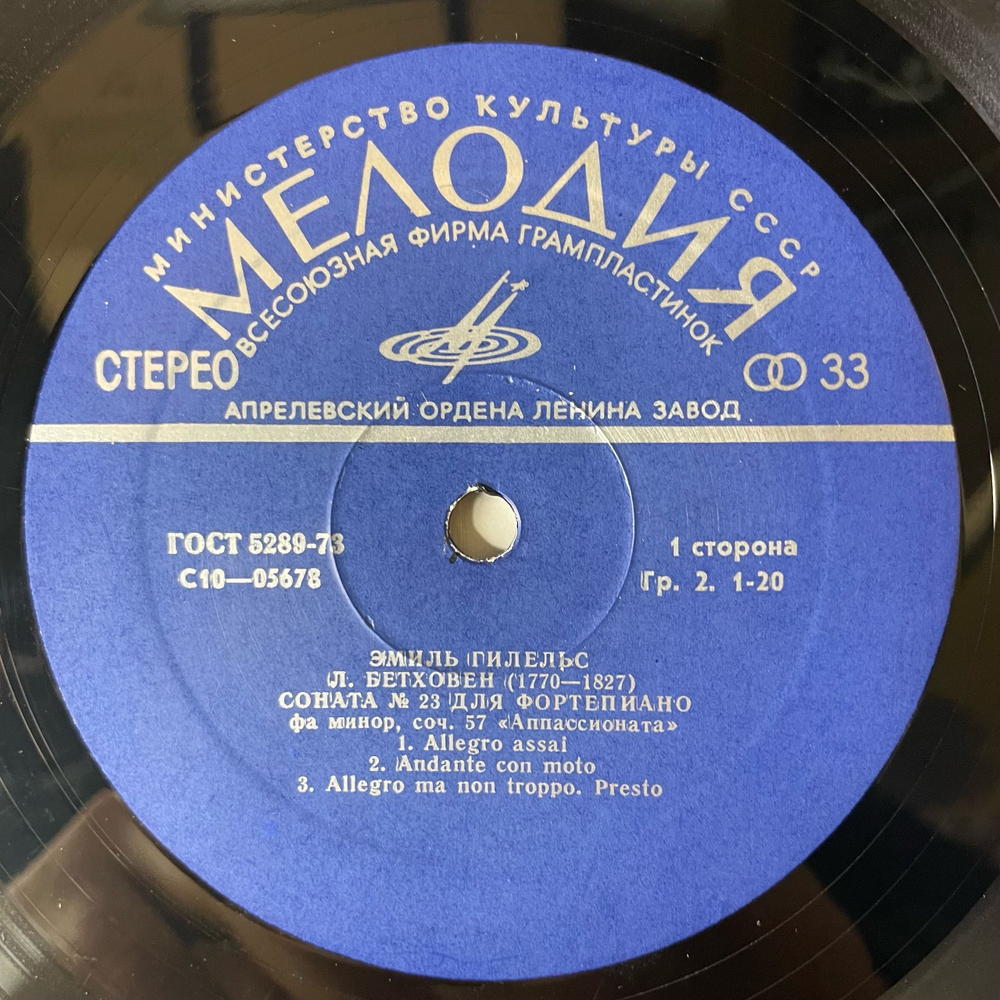 МИНИСТЕРСТВО КУЛЬТУРЫ СССР
МЕЛОДИЯ
ВСЕСОЮЗНАЯ ФИРМА ГРАМПЛАСТИНОК
СТЕРЕО
33
АПРЕЛЕВСКИЙ ОРДЕНА ЛЕНИНА ЗАВОД
ГОСТ 5289-73
1 сторона
С10—05678
Гр. 2. 1-20
ЭМИЛЬ ГИЛЕЛЬС
Л. БЕТХОВЕН (1770—1827)
СОНАТА № 23 ДЛЯ ФОРТЕПИАНО
фа минор, соч. 57 «Аппассионата»
1. Allegro assai
2. Andante con moto
3. Allegro ma non troppo. Presto